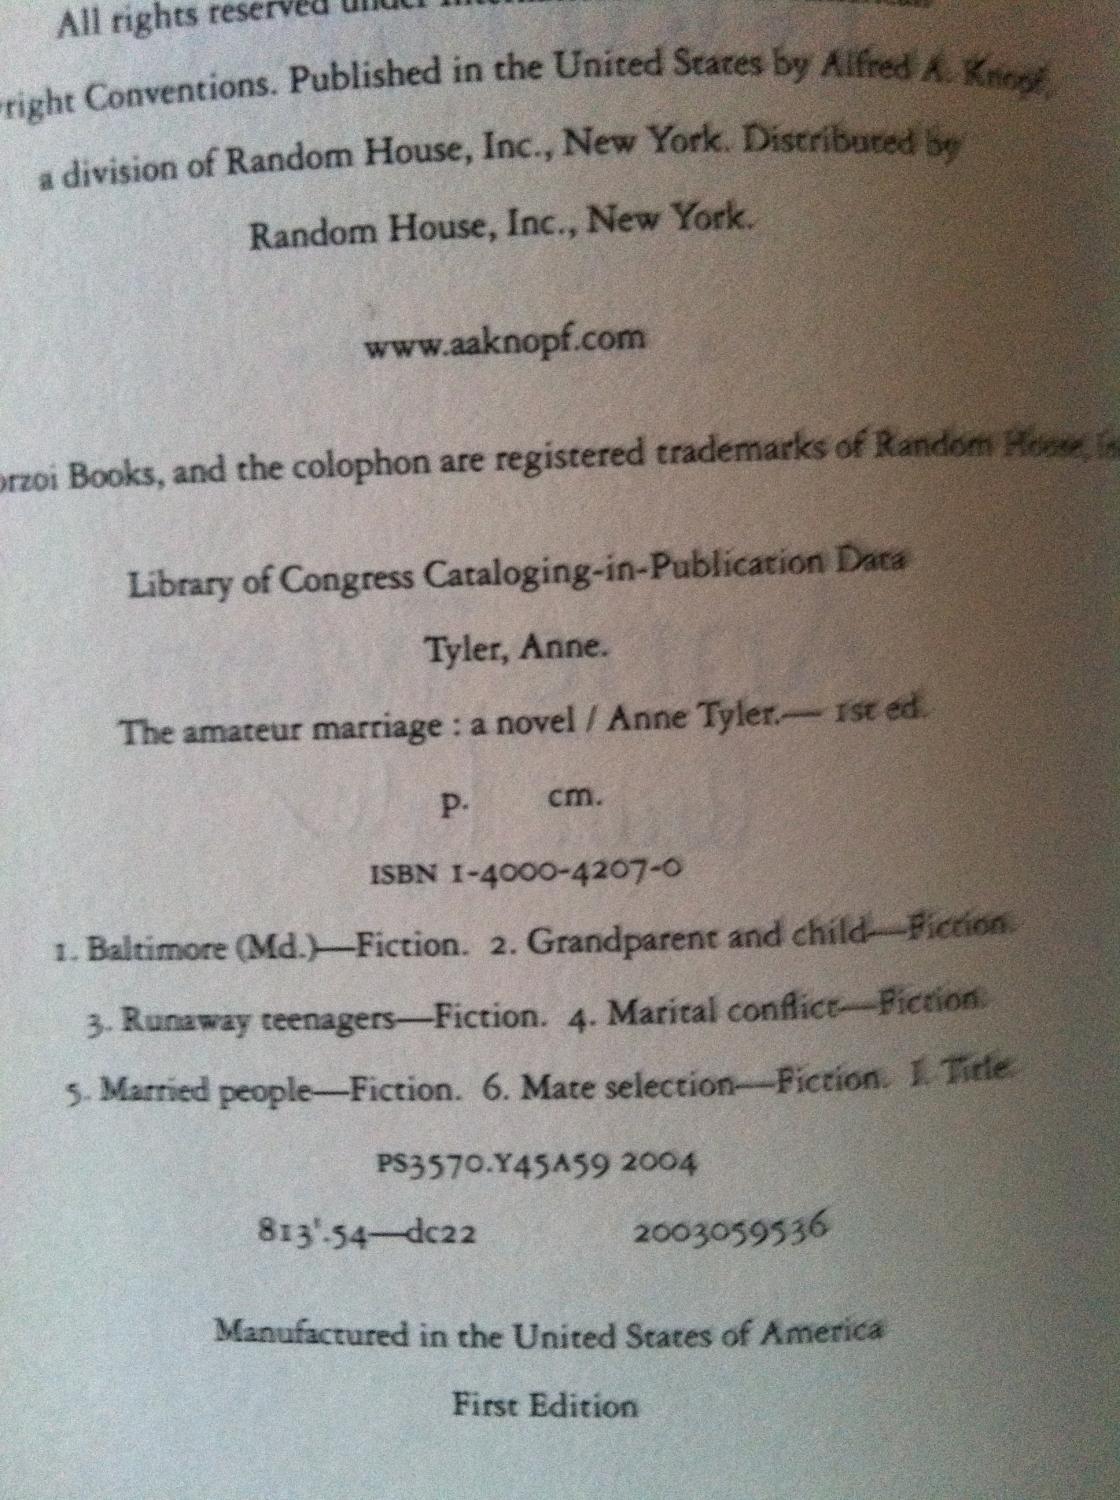 All rights reserved under
right Conventions. Published in the United States by Alfred A. Knopf,
a division of Random House, Inc., New York. Distributed by
Random House, Inc., New York.
www.aaknopf.com
orzoi Books, and the colophon are registered trademarks of Random House,
Library of Congress Cataloging-in-Publication Data
Tyler, Anne.
The amateur marriage : a novel / Anne Tyler.— 1st ed.
p. cm.
ISBN 1-4000-4207-0
1. Baltimore (Md.)—Fiction. 2. Grandparent and child—Fiction.
3. Runaway teenagers—Fiction. 4. Marital conflict—Fiction.
5. Married people—Fiction. 6. Mate selection—Fiction. I. Title.
PS3570.Y45A59 2004
813'.54—dc22 2003059536
Manufactured in the United States of America
First Edition